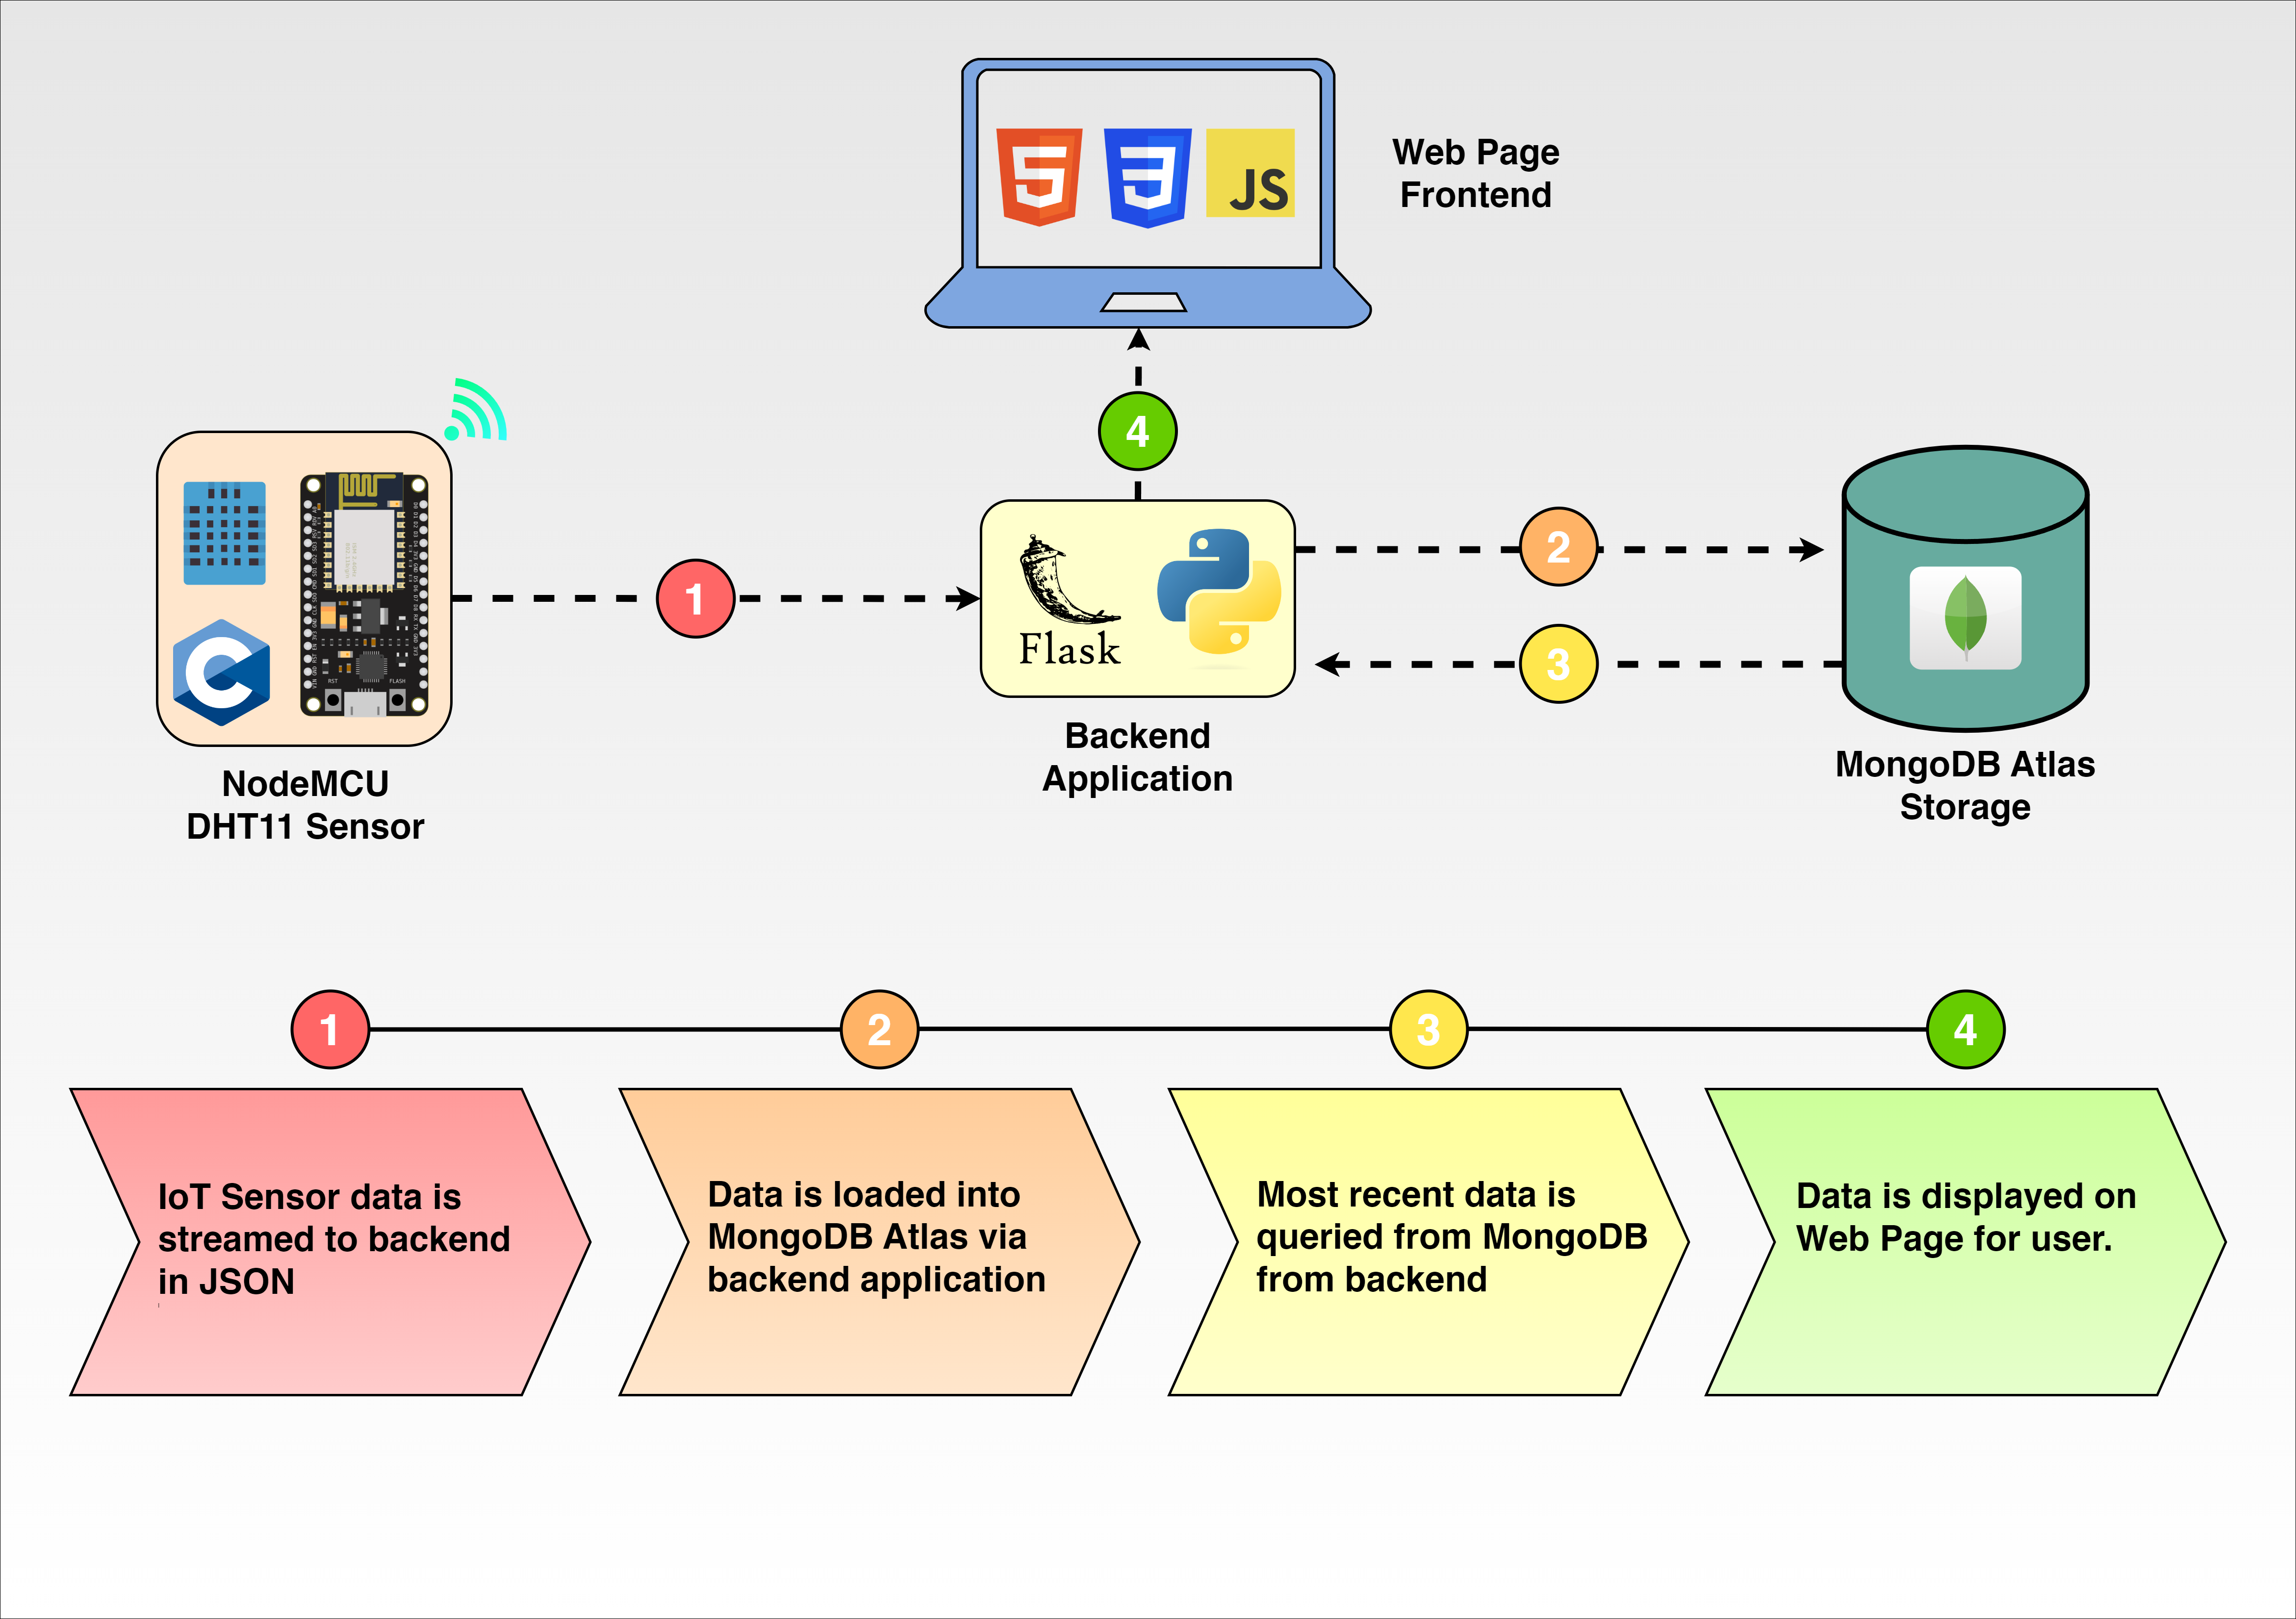 JS
Web Page
Frontend
4
1
Flask
2
3
RST
FLASH
NodeMCU
DHT11 Sensor
Backend
Application
MongoDB Atlas
Storage
1
2
3
4
IoT Sensor data is
streamed to backend
in JSON
Data is loaded into
MongoDB Atlas via
backend application
Most recent data is
queried from MongoDB
from backend
Data is displayed on
Web Page for user.